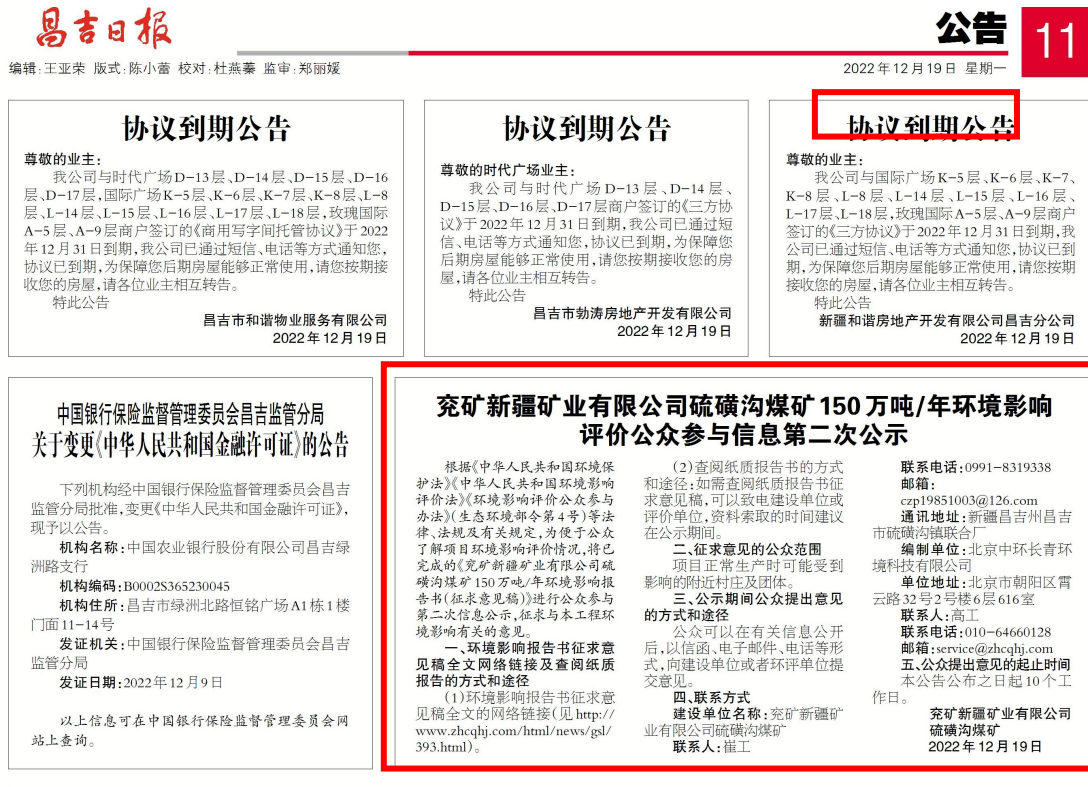 昌吉日报
公告
11
编辑:王亚荣 版式:陈小蕾 校对:杜燕蓁 监审:郑丽媛
2022年12月19日 星期一
协议到期公告
尊敬的业主:
我公司与时代广场D-13层、D-14层、D-15层、D-16
层、D-17层,国际广场K-5层、K-6层、K-7层、K-8层、L-8
层、L-14层、L-15层、L-16层、L-17层、L-18层,玫瑰国际
A-5层、A-9层商户签订的《商用写字间托管协议》于2022
年12月31日到期,我公司已通过短信、电话等方式通知您,
协议已到期,为保障您后期房屋能够正常使用,请您按期接
收您的房屋,请各位业主相互转告。
特此公告
昌吉市和谐物业服务有限公司
2022年12月19日
协议到期公告
尊敬的时代广场业主:
我公司与时代广场D-13层、D-14层、
D-15层、D-16层、D-17层商户签订的《三方协
议》于2022年12月31日到期,我公司已通过短
信、电话等方式通知您,协议已到期,为保障您
后期房屋能够正常使用,请您按期接收您的房
屋,请各位业主相互转告。
特此公告
昌吉市勃涛房地产开发有限公司
2022年12月19日
协议到期公告
尊敬的业主:
我公司与国际广场K-5层、K-6层、K-7、
K-8层、L-8层、L-14层、L-15层、L-16层、
L-17层、L-18层,玫瑰国际A-5层、A-9层商户
签订的《三方协议》于2022年12月31日到期,我
公司已通过短信、电话等方式通知您,协议已到
期,为保障您后期房屋能够正常使用,请您按期
接收您的房屋,请各位业主相互转告。
特此公告
新疆和谐房地产开发有限公司昌吉分公司
2022年12月19日
中国银行保险监督管理委员会昌吉监管分局
关于变更《中华人民共和国金融许可证》的公告
下列机构经中国银行保险监督管理委员会昌吉
监管分局批准,变更《中华人民共和国金融许可证》,
现予以公告。
机构名称:中国农业银行股份有限公司昌吉绿
洲路支行
机构编码:B0002S365230045
机构住所:昌吉市绿洲北路恒铭广场A1栋1楼
门面11-14号
发证机关:中国银行保险监督管理委员会昌吉
监管分局
发证日期:2022年12月9日
以上信息可在中国银行保险监督管理委员会网
站上查询。
兖矿新疆矿业有限公司硫磺沟煤矿150万吨/年环境影响
评价公众参与信息第二次公示
根据《中华人民共和国环境保
护法》《中华人民共和国环境影响
评价法》《环境影响评价公众参与
办法》(生态环境部令第4号)等法
律、法规及有关规定,为便于公众
了解项目环境影响评价情况,将已
完成的《兖矿新疆矿业有限公司硫
磺沟煤矿150万吨/年环境影响报
告书(征求意见稿)》进行公众参与
第二次信息公示,征求与本工程环
境影响有关的意见。
一、环境影响报告书征求意
见稿全文网络链接及查阅纸质
报告的方式和途径
(1)环境影响报告书征求意
见稿全文的网络链接(见http://
www.zhcqhj.com/html/news/gsl/
393.html)。
(2)查阅纸质报告书的方式
和途径:如需查阅纸质报告书征
求意见稿,可以致电建设单位或
评价单位,资料索取的时间建议
在公示期间。
二、征求意见的公众范围
项目正常生产时可能受到
影响的附近村庄及团体。
三、公示期间公众提出意见
的方式和途径
公众可以在有关信息公开
后,以信函、电子邮件、电话等形
式,向建设单位或者环评单位提
交意见。
四、联系方式
建设单位名称:兖矿新疆矿
业有限公司硫磺沟煤矿
联系人:崔工
联系电话:0991-8319338
邮箱:
czp19851003@126.com
通讯地址:新疆昌吉州昌吉
市硫磺沟镇联合厂
编制单位:北京中环长青环
境科技有限公司
单位地址:北京市朝阳区霄
云路32号2号楼6层616室
联系人:高工
联系电话:010-64660128
邮箱:service@zhcqhj.com
五、公众提出意见的起止时间
本公告公布之日起10个工
作日。
兖矿新疆矿业有限公司
硫磺沟煤矿
2022年12月19日